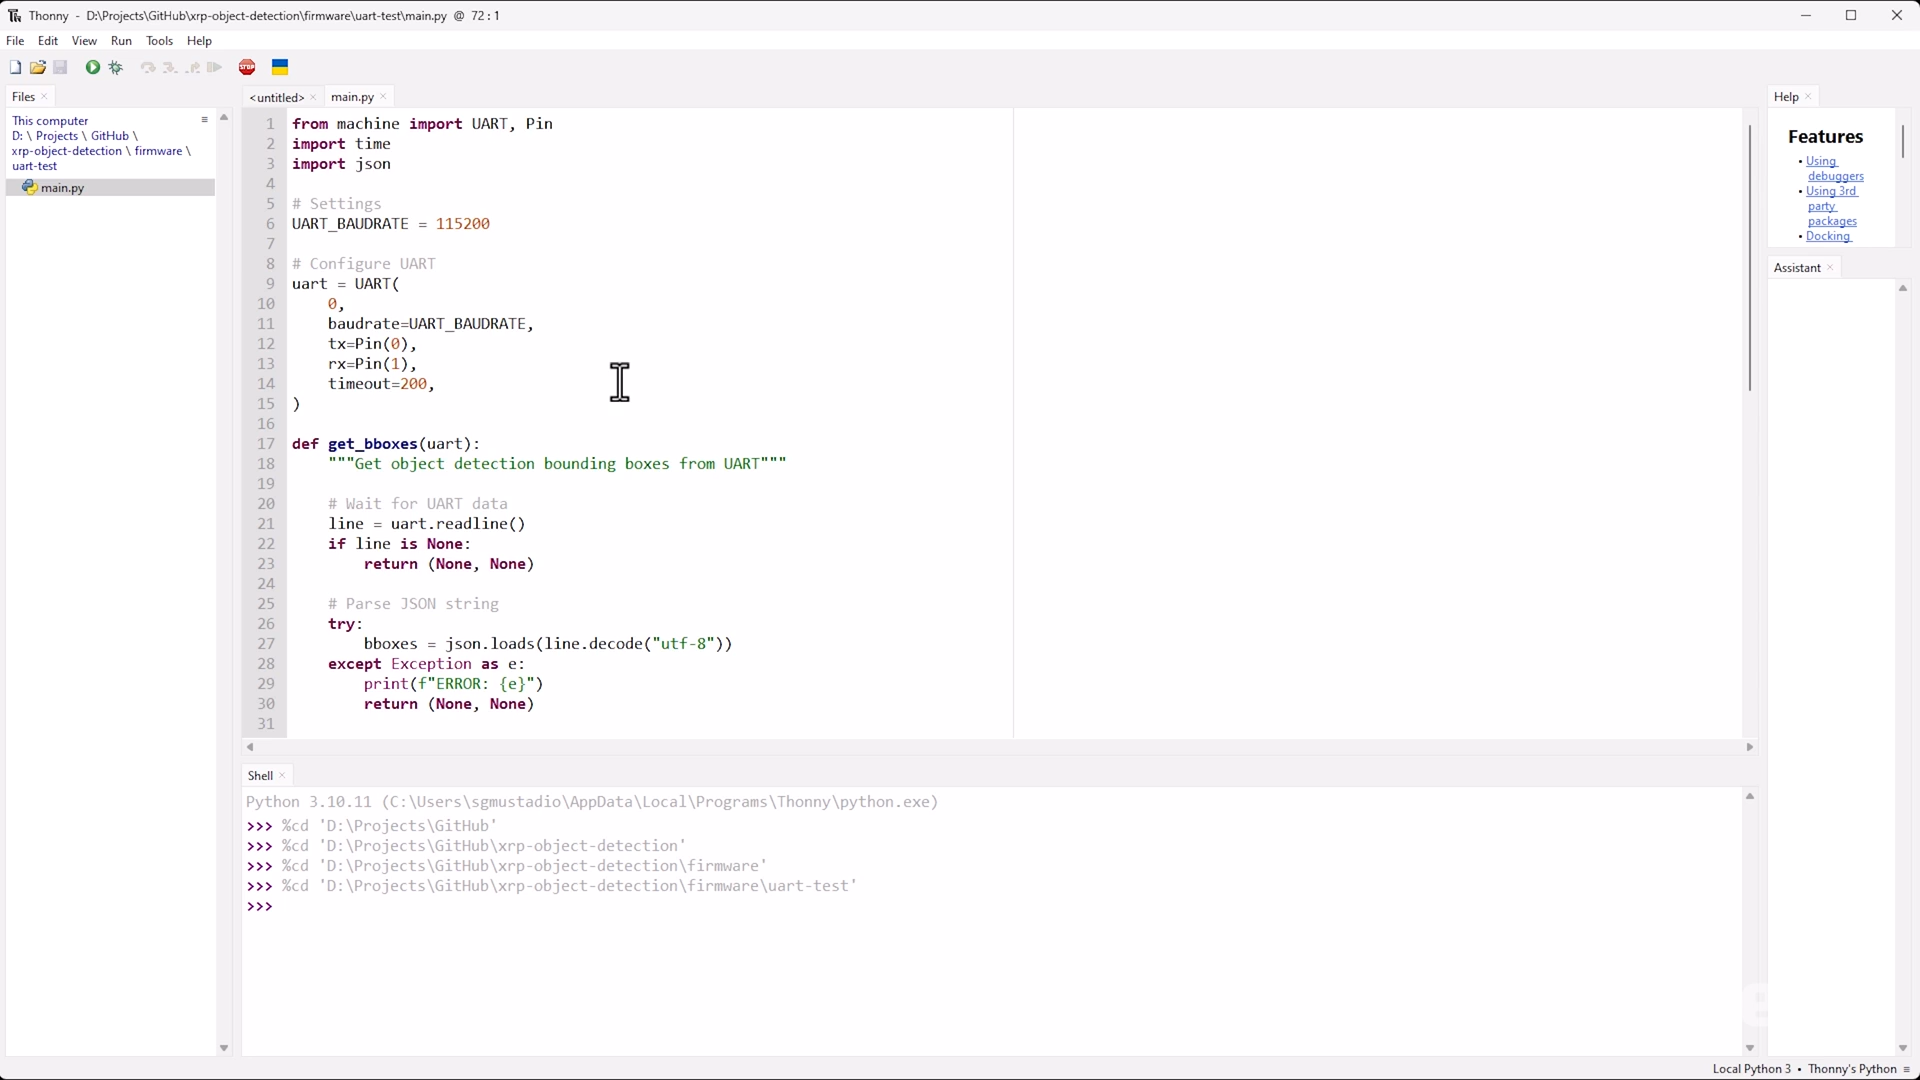 Thonny - D:\Projects\GitHub\xrp-object-detection\firmware\uart-test\main.py @ 72:1
File Edit View Run Tools Help
STOP
Files
This computer
D: \ Projects \ GitHub \
xrp-object-detection \ firmware \
uart-test
main.py
<untitled> main.py
1 from machine import UART, Pin
2 import time
3 import json
4
5 # Settings
6 UART_BAUDRATE = 115200
7
8 # Configure UART
9 uart = UART(
10     0,
11     baudrate=UART_BAUDRATE,
12     tx=Pin(0),
13     rx=Pin(1),
14     timeout=200,
15 )
16
17 def get_bboxes(uart):
18     """Get object detection bounding boxes from UART"""
19
20     # Wait for UART data
21     line = uart.readline()
22     if line is None:
23         return (None, None)
24
25     # Parse JSON string
26     try:
27         bboxes = json.loads(line.decode("utf-8"))
28     except Exception as e:
29         print(f"ERROR: {e}")
30         return (None, None)
31
Shell
Python 3.10.11 (C:\Users\sgmustadio\AppData\Local\Programs\Thonny\python.exe)
>>> %cd 'D:\Projects\GitHub'
>>> %cd 'D:\Projects\GitHub\xrp-object-detection'
>>> %cd 'D:\Projects\GitHub\xrp-object-detection\firmware'
>>> %cd 'D:\Projects\GitHub\xrp-object-detection\firmware\uart-test'
>>>
Help
Features
• Using
debuggers
• Using 3rd
party
packages
• Docking
Assistant
Local Python 3 • Thonny's Python